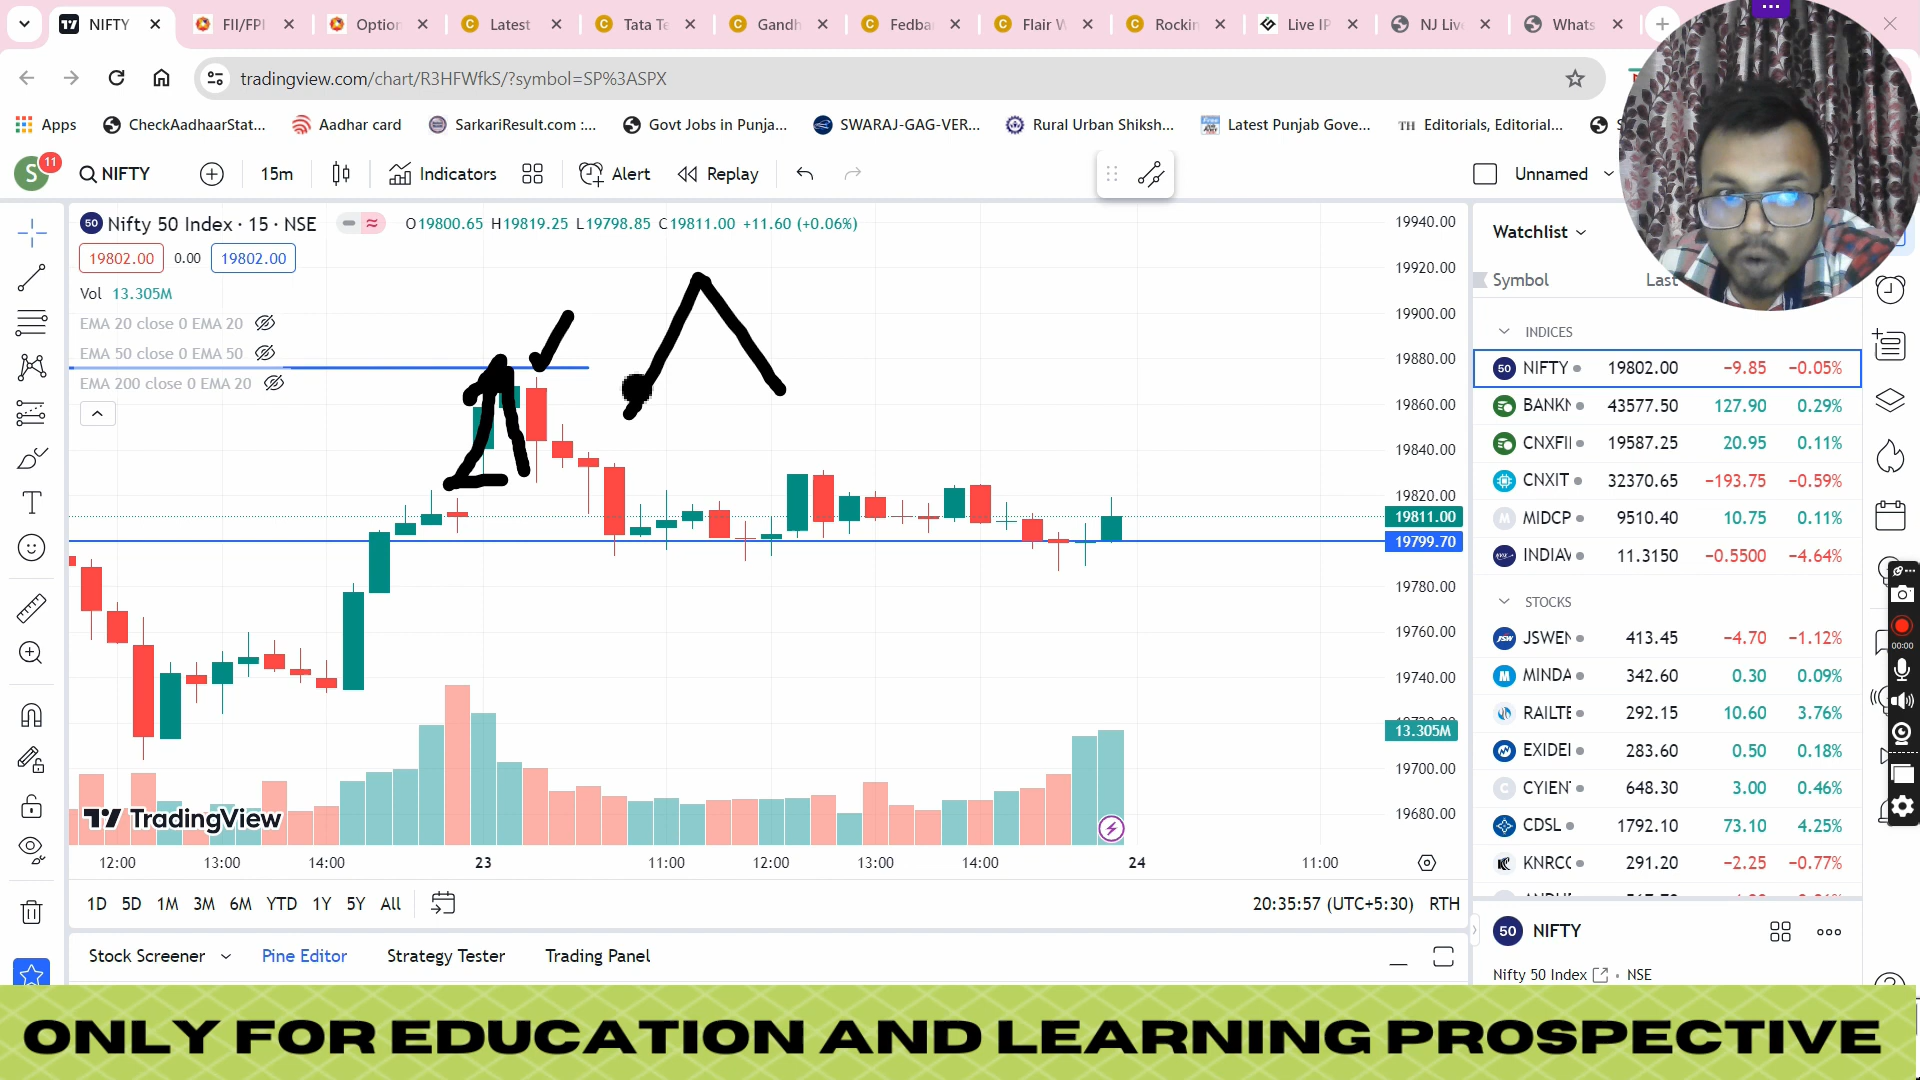 NIFTY
FII/FPI
Option
Latest
Tata Te
Gandh
Fedba
Flair W
Rockin
Live IP
NJ Liv
Whats
tradingview.com/chart/R3HFWfkS/?symbol=SP%3ASPX
Apps
CheckAadhaarStat...
Aadhar card
SarkariResult.com :...
Govt Jobs in Punja...
SWARAJ-GAG-VER...
Rural Urban Shiksh...
Latest Punjab Gove...
TH Editorials, Editorial...
S 11
NIFTY
15m
Indicators
Alert
Replay
Unnamed
50 Nifty 50 Index · 15 · NSE
O19800.65 H19819.25 L19798.85 C19811.00 +11.60 (+0.06%)
19802.00 0.00 19802.00
Vol 13.305M
EMA 20 close 0 EMA 20
EMA 50 close 0 EMA 50
EMA 200 close 0 EMA 20
19940.00
19920.00
19900.00
19880.00
19860.00
19840.00
19820.00
19811.00
19799.70
19780.00
19760.00
19740.00
13.305M
19700.00
19680.00
TradingView
12:00 13:00 14:00 23 11:00 12:00 13:00 14:00 24 11:00
1D 5D 1M 3M 6M YTD 1Y 5Y All
20:35:57 (UTC+5:30) RTH
Stock Screener
Pine Editor
Strategy Tester
Trading Panel
Watchlist
Symbol Last
INDICES
50 NIFTY 19802.00 −9.85 −0.05%
BANKN 43577.50 127.90 0.29%
CNXFI 19587.25 20.95 0.11%
CNXIT 32370.65 −193.75 −0.59%
M MIDCP 9510.40 10.75 0.11%
INDIAV 11.3150 −0.5500 −4.64%
STOCKS
JSW JSWEN 413.45 −4.70 −1.12%
M MINDA 342.60 0.30 0.09%
RAILTE 292.15 10.60 3.76%
EXIDEI 283.60 0.50 0.18%
C CYIEN 648.30 3.00 0.46%
CDSL 1792.10 73.10 4.25%
KNRCO 291.20 −2.25 −0.77%
50 NIFTY
Nifty 50 Index · NSE
00:00
ONLY FOR EDUCATION AND LEARNING PROSPECTIVE